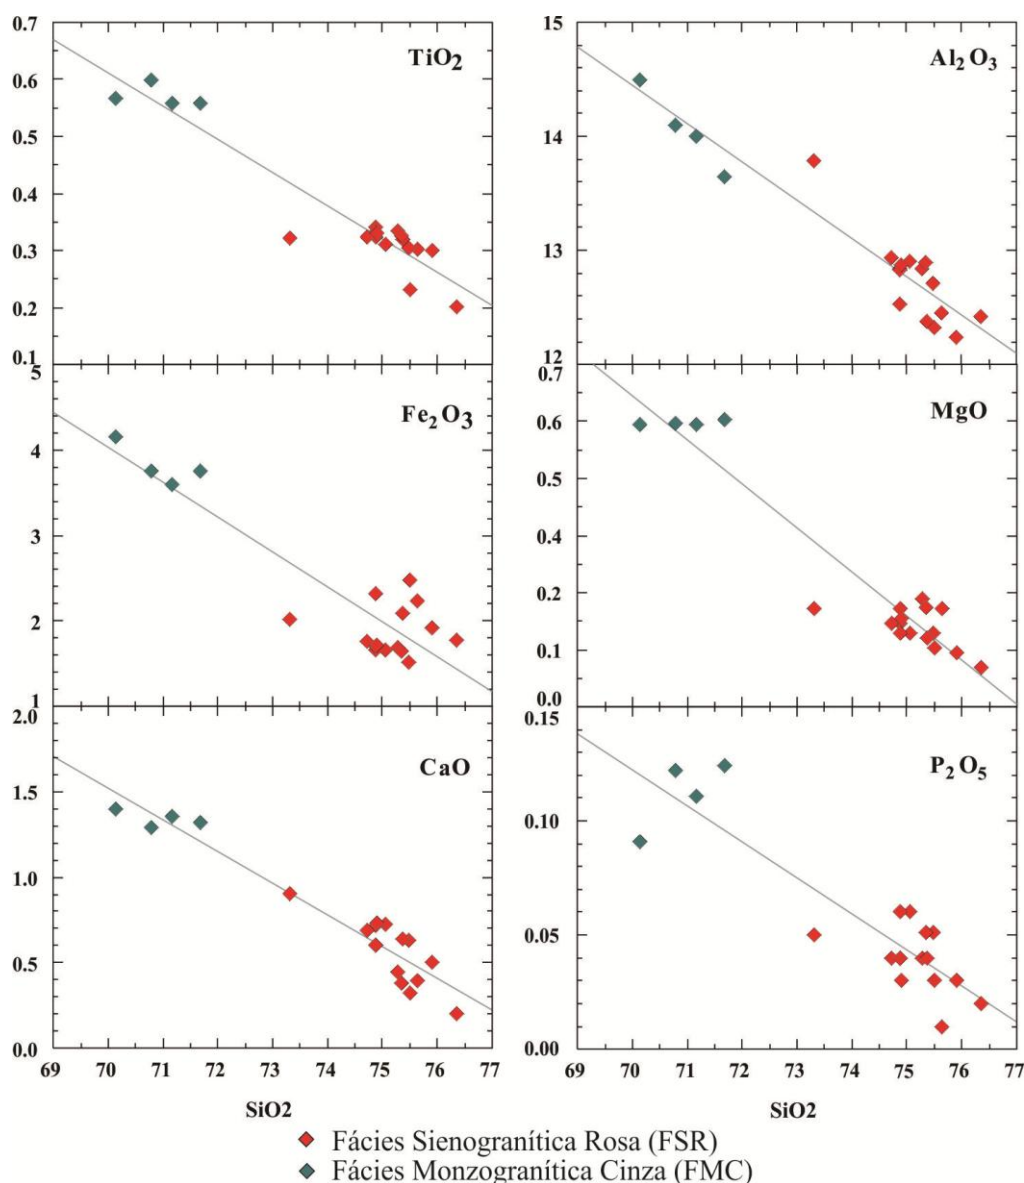 0.7
0.6
0.5
0.4
0.3
0.2
0.1
TiO2
15
14
13
12
Al2O3
5
4
3
2
1
Fe2O3
0.7
0.6
0.5
0.4
0.2
0.1
0.0
MgO
2.0
1.5
1.0
0.5
0.0
CaO
69 70 71 72 73 74 75 76 77
SiO2
0.15
0.10
0.05
0.00
P2O5
69 70 71 72 73 74 75 76 77
SiO2
Fácies Sienogranítica Rosa (FSR)
Fácies Monzogranítica Cinza (FMC)